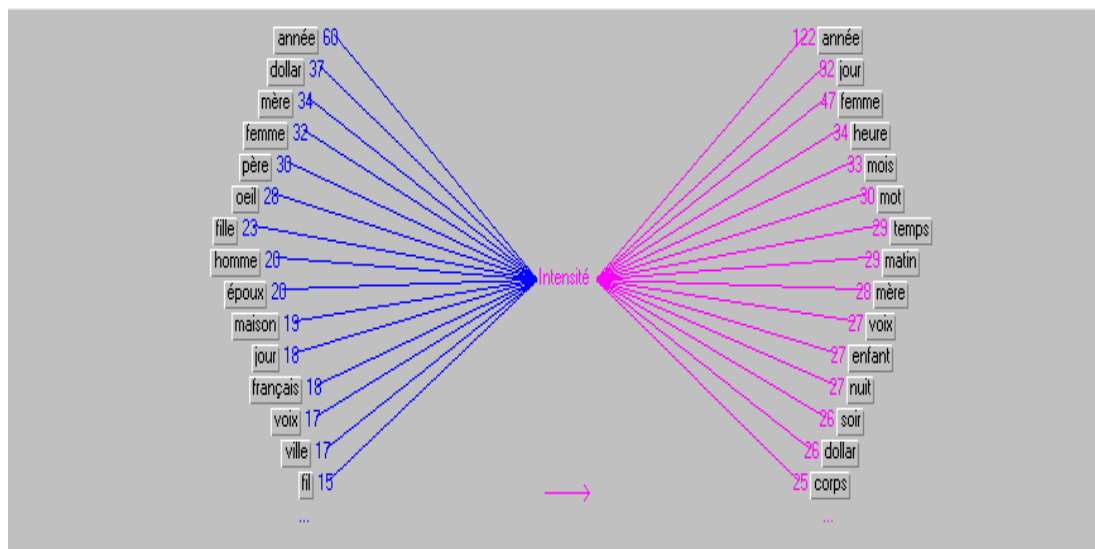 année 60
dollar 37
mère 34
femme 32
père 30
oeil 28
fille 23
homme 20
époux 20
maison 19
jour 18
français 18
voix 17
ville 17
fil 15
...
Intensité
122 année
92 jour
47 femme
34 heure
33 mois
30 mot
29 temps
29 matin
28 mère
27 voix
27 enfant
27 nuit
26 soir
26 dollar
25 corps
...